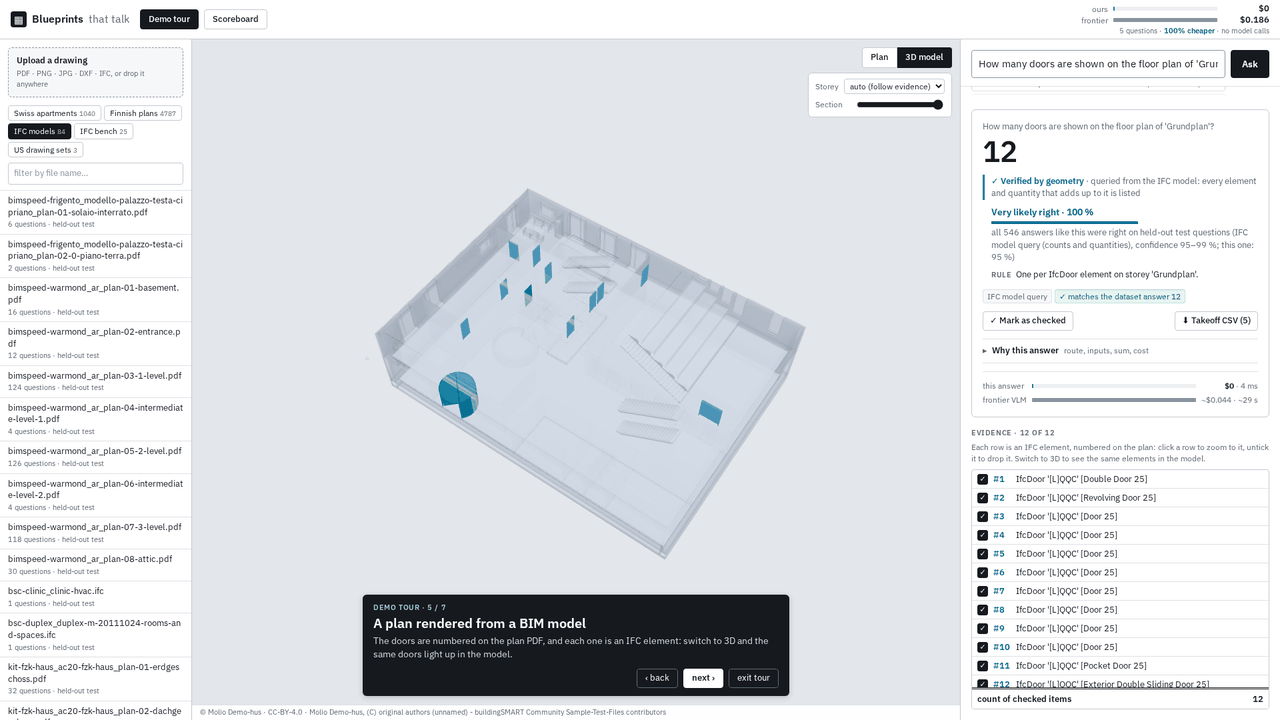 Blueprints that talk
Demo tour
Scoreboard
ours $0
frontier $0.186
5 questions · 100% cheaper · no model calls
Upload a drawing
PDF · PNG · JPG · DXF · IFC, or drop it
anywhere
Swiss apartments 1040
Finnish plans 4787
IFC models 84
IFC bench 25
US drawing sets 3
filter by file name...
bimspeed-frigento_modello-palazzo-testa-ci
priano_plan-01-solaio-interrato.pdf
6 questions · held-out test
bimspeed-frigento_modello-palazzo-testa-ci
priano_plan-02-0-piano-terra.pdf
2 questions · held-out test
bimspeed-warmond_ar_plan-01-basement.
pdf
16 questions · held-out test
bimspeed-warmond_ar_plan-02-entrance.p
df
12 questions · held-out test
bimspeed-warmond_ar_plan-03-1-level.pdf
124 questions · held-out test
bimspeed-warmond_ar_plan-04-intermediat
e-level-1.pdf
4 questions · held-out test
bimspeed-warmond_ar_plan-05-2-level.pdf
126 questions · held-out test
bimspeed-warmond_ar_plan-06-intermediat
e-level-2.pdf
4 questions · held-out test
bimspeed-warmond_ar_plan-07-3-level.pdf
118 questions · held-out test
bimspeed-warmond_ar_plan-08-attic.pdf
30 questions · held-out test
bsc-clinic_clinic-hvac.ifc
1 questions · held-out test
bsc-duplex_duplex-m-20111024-rooms-an
d-spaces.ifc
1 questions · held-out test
kit-fzk-haus_ac20-fzk-haus_plan-01-erdges
choss.pdf
32 questions · held-out test
kit-fzk-haus_ac20-fzk-haus_plan-02-dachge
Plan
3D model
Storey auto (follow evidence)
Section
DEMO TOUR · 5 / 7
A plan rendered from a BIM model
The doors are numbered on the plan PDF, and each one is an IFC element: switch to 3D and the
same doors light up in the model.
‹ back
next ›
exit tour
© Molio Demo-hus · CC-BY-4.0 · Molio Demo-hus, (C) original authors (unnamed) - buildingSMART Community Sample-Test-Files contributors
How many doors are shown on the floor plan of 'Grun
Ask
How many doors are shown on the floor plan of 'Grundplan'?
12
✓ Verified by geometry · queried from the IFC model: every element
and quantity that adds up to it is listed
Very likely right · 100 %
all 546 answers like this were right on held-out test questions (IFC
model query (counts and quantities), confidence 95–99 %; this one:
95 %)
RULE One per IfcDoor element on storey 'Grundplan'.
IFC model query
✓ matches the dataset answer 12
✓ Mark as checked
⬇ Takeoff CSV (5)
▸ Why this answer route, inputs, sum, cost
this answer $0 · 4 ms
frontier VLM ~$0.044 · ~29 s
EVIDENCE · 12 OF 12
Each row is an IFC element, numbered on the plan: click a row to zoom to it, untick
it to drop it. Switch to 3D to see the same elements in the model.
#1 IfcDoor '[L]QQC' [Double Door 25]
#2 IfcDoor '[L]QQC' [Revolving Door 25]
#3 IfcDoor '[L]QQC' [Door 25]
#4 IfcDoor '[L]QQC' [Door 25]
#5 IfcDoor '[L]QQC' [Door 25]
#6 IfcDoor '[L]QQC' [Door 25]
#7 IfcDoor '[L]QQC' [Door 25]
#8 IfcDoor '[L]QQC' [Door 25]
#9 IfcDoor '[L]QQC' [Door 25]
#10 IfcDoor '[L]QQC' [Door 25]
#11 IfcDoor '[L]QQC' [Pocket Door 25]
#12 IfcDoor '[L]QQC' [Exterior Double Sliding Door 25]
count of checked items 12